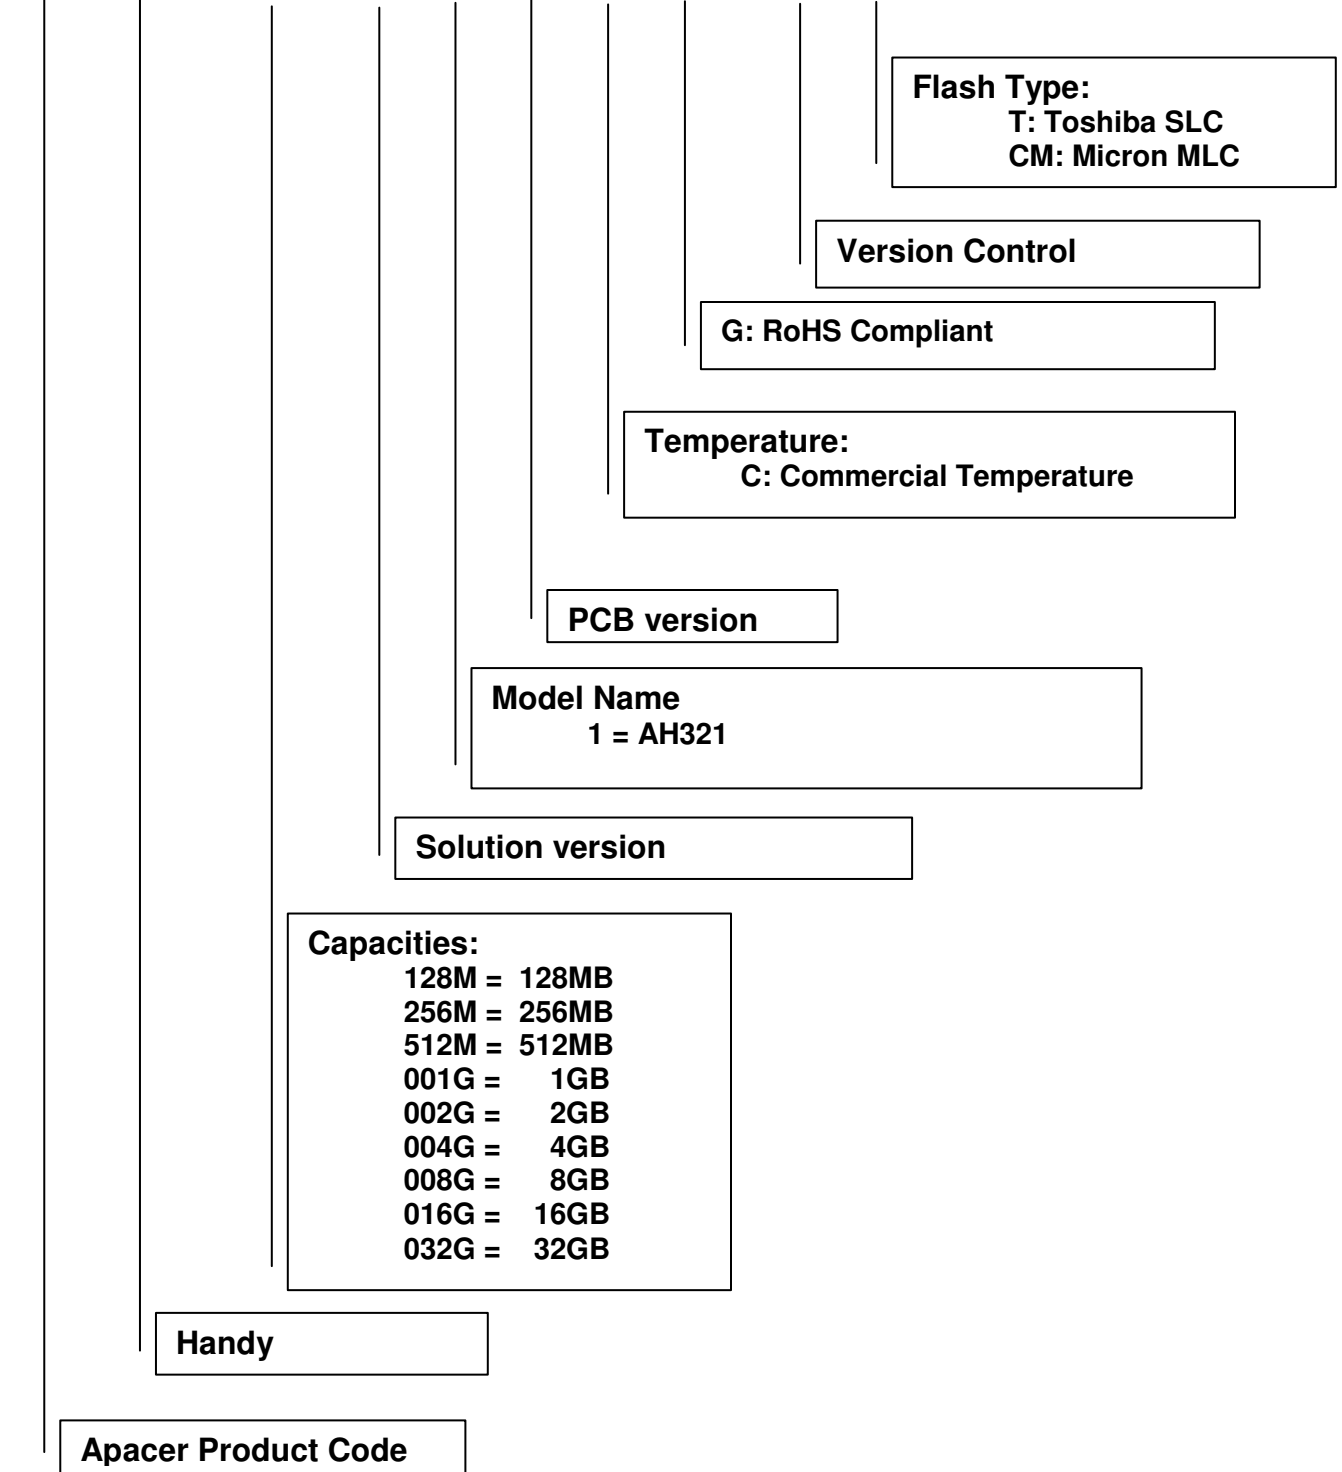 Flash Type:
T: Toshiba SLC
CM: Micron MLC
Version Control
G: RoHS Compliant
Temperature:
C: Commercial Temperature
PCB version
Model Name
1 = AH321
Solution version
Capacities:
128M = 128MB
256M = 256MB
512M = 512MB
001G = 1GB
002G = 2GB
004G = 4GB
008G = 8GB
016G = 16GB
032G = 32GB
Handy
Apacer Product Code